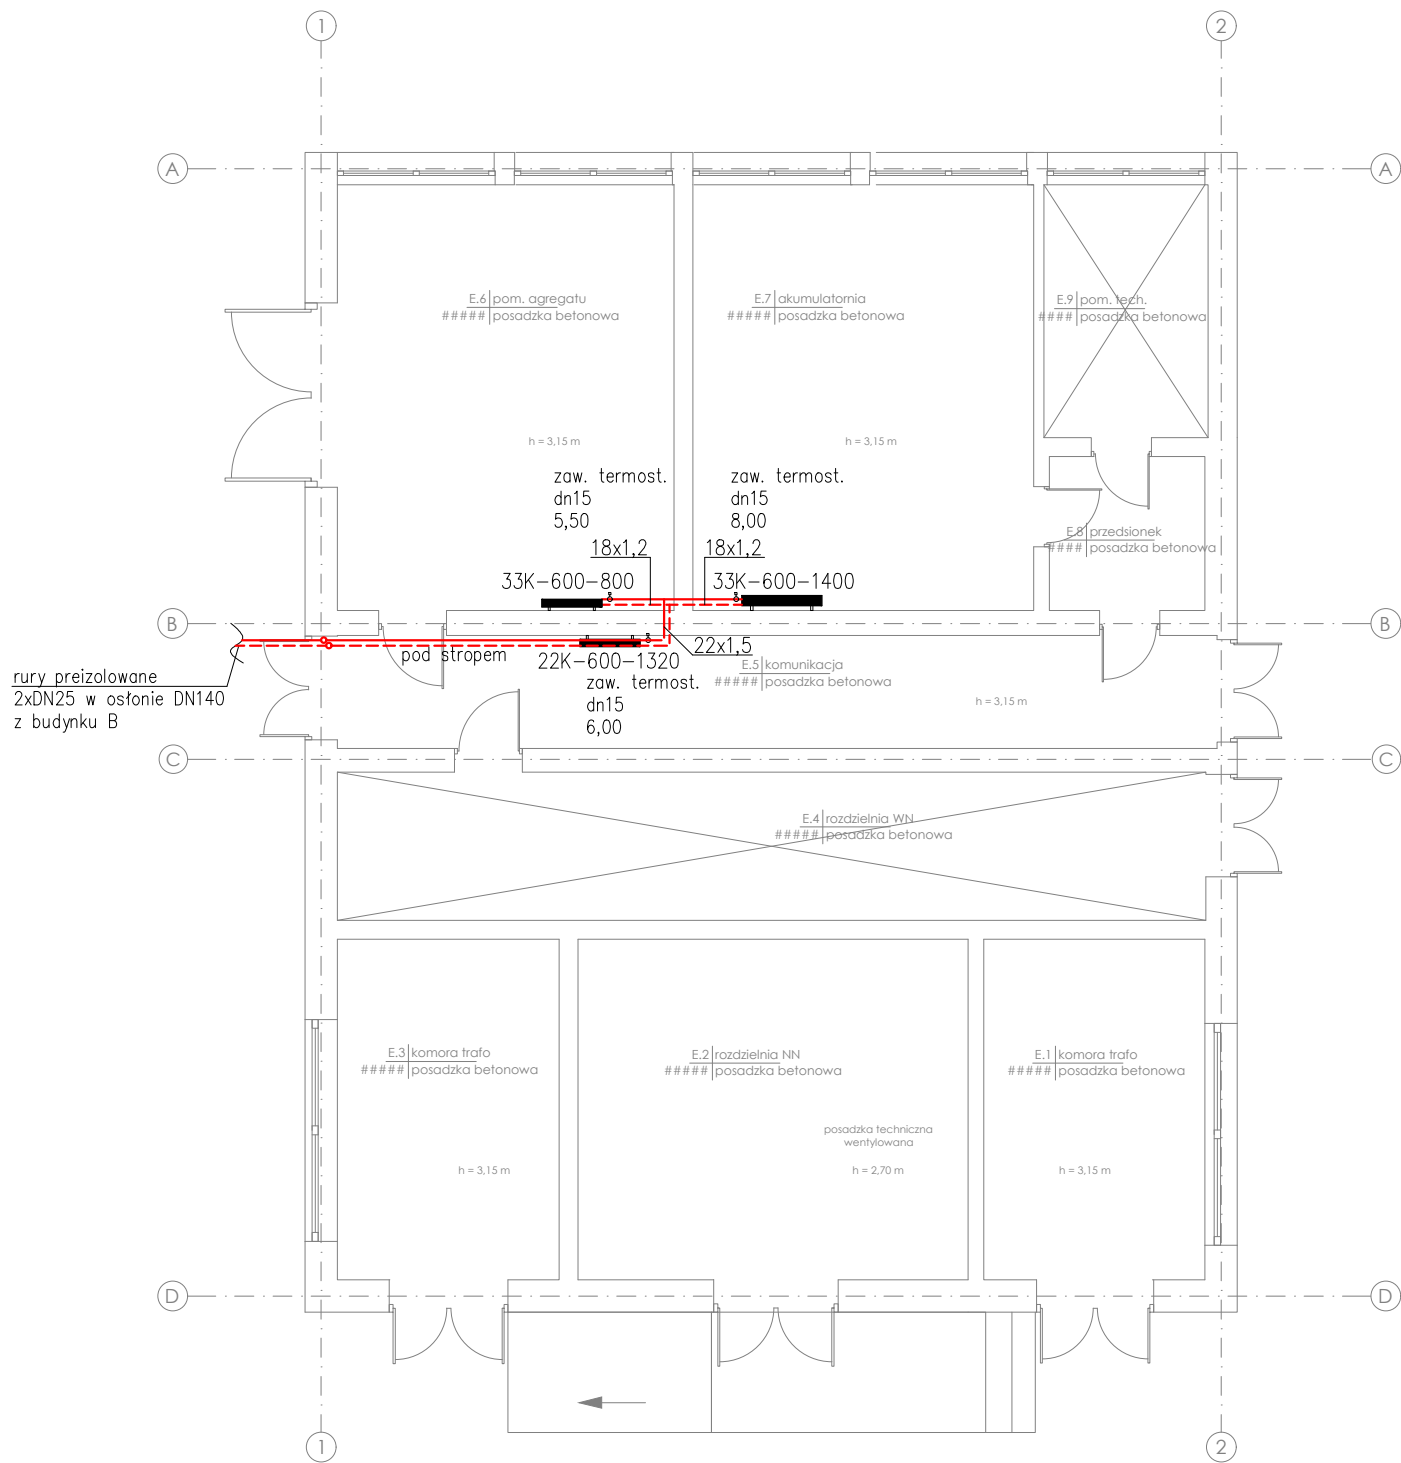 1
2
A
A
E.6 pom. agregatu
##### posadzka betonowa
E.7 akumulatornia
##### posadzka betonowa
E.9 pom. tech.
#### posadzka betonowa
h = 3,15 m
h = 3,15 m
zaw. termost.
dn15
5,50
zaw. termost.
dn15
8,00
E.8 przedsionek
#### posadzka betonowa
18x1,2
18x1,2
33K-600-800
33K-600-1400
B
B
pod stropem
22x1,5
22K-600-1320
zaw. termost.
dn15
6,00
E.5 komunikacja
##### posadzka betonowa
h = 3,15 m
rury preizolowane
2xDN25 w osłonie DN140
z budynku B
C
C
E.4 rozdzielnia WN
##### posadzka betonowa
E.3 komora trafo
##### posadzka betonowa
E.2 rozdzielnia NN
##### posadzka betonowa
E.1 komora trafo
##### posadzka betonowa
posadzka techniczna
wentylowana
h = 3,15 m
h = 2,70 m
h = 3,15 m
D
D
1
2